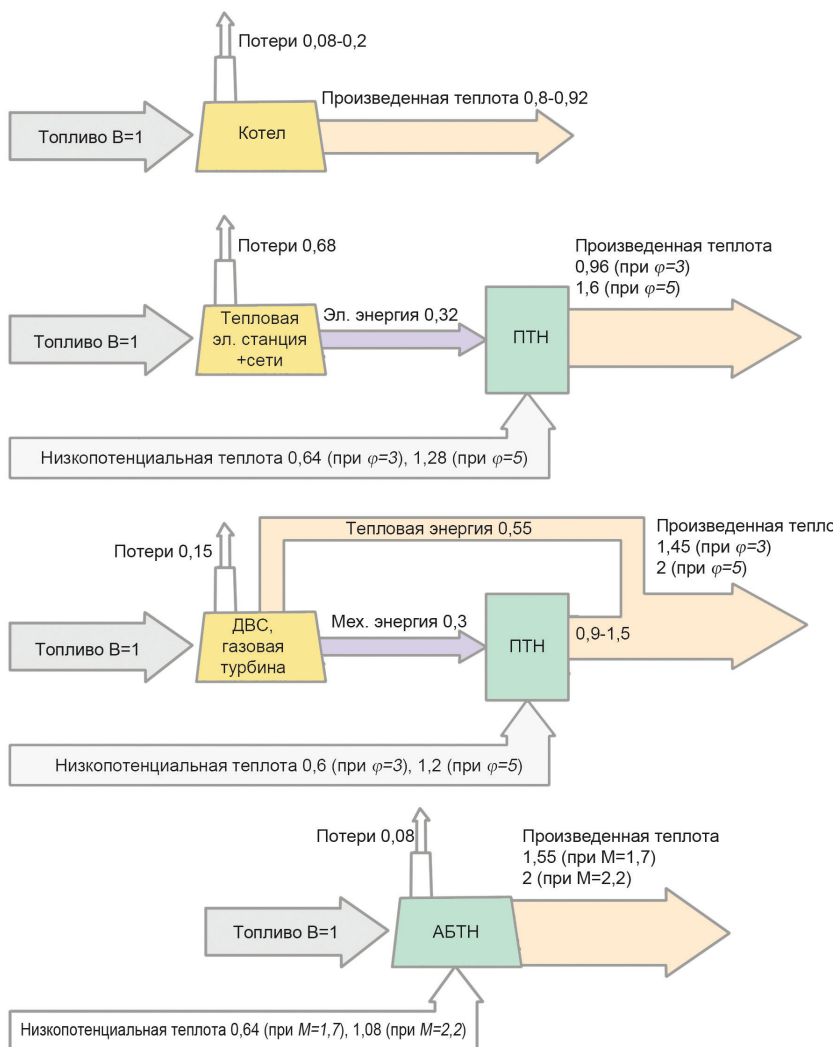 Потери 0,08-0,2
Произведенная теплота 0,8-0,92
Топливо В=1
Котел
Потери 0,68
Произведенная теплота
0,96 (при φ=3)
1,6 (при φ=5)
Топливо В=1
Тепловая
эл. станция
+сети
Эл. энергия 0,32
ПТН
Низкопотенциальная теплота 0,64 (при φ=3), 1,28 (при φ=5)
Тепловая энергия 0,55
Произведенная тепло
1,45 (при φ=3)
2 (при φ=5)
Потери 0,15
Топливо В=1
ДВС,
газовая
турбина
Мех. энергия 0,3
ПТН
0,9-1,5
Низкопотенциальная теплота 0,6 (при φ=3), 1,2 (при φ=5)
Потери 0,08
Произведенная теплота
1,55 (при М=1,7)
2 (при М=2,2)
Топливо В=1
АБТН
Низкопотенциальная теплота 0,64 (при М=1,7), 1,08 (при М=2,2)